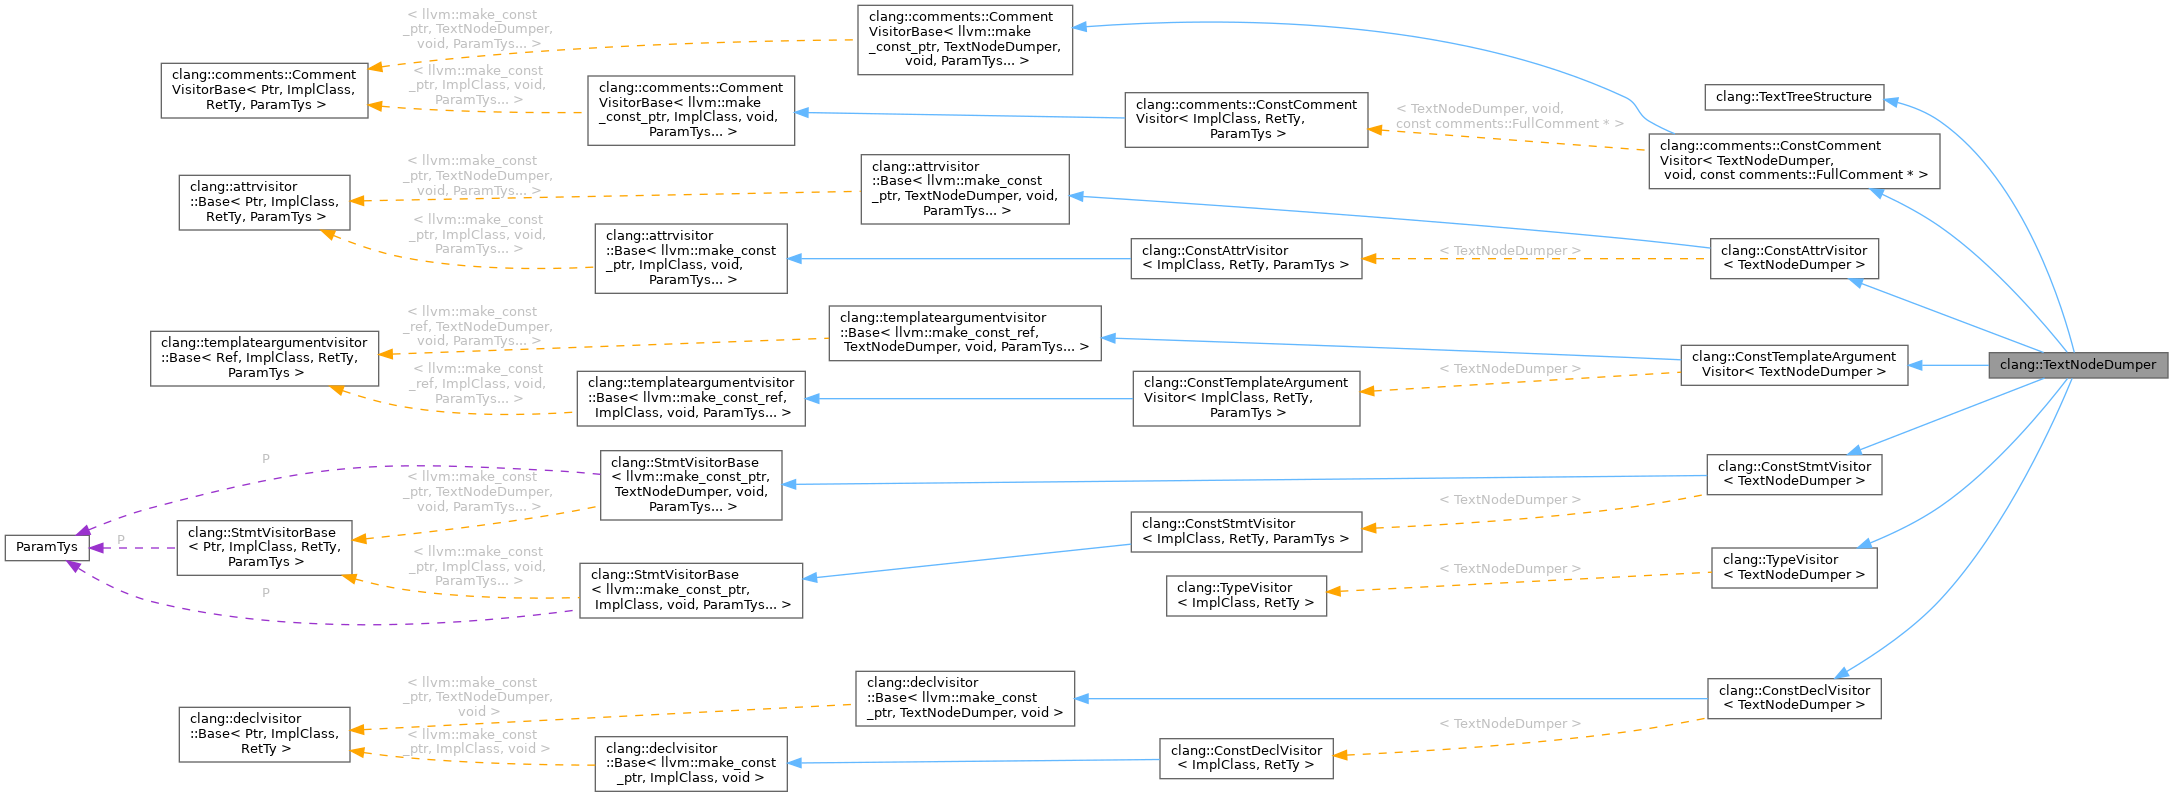 < llvm::make_const
_ptr, TextNodeDumper,
void, ParamTys... >
clang::comments::Comment
VisitorBase< llvm::make
_const_ptr, TextNodeDumper,
void, ParamTys... >
clang::comments::Comment
VisitorBase< Ptr, ImplClass,
RetTy, ParamTys >
< llvm::make_const
_ptr, ImplClass, void,
ParamTys... >
clang::comments::Comment
VisitorBase< llvm::make
_const_ptr, ImplClass, void,
ParamTys... >
clang::comments::ConstComment
Visitor< ImplClass, RetTy,
ParamTys >
< TextNodeDumper, void,
const comments::FullComment * >
clang::TextTreeStructure
clang::comments::ConstComment
Visitor< TextNodeDumper,
void, const comments::FullComment * >
< llvm::make_const
_ptr, TextNodeDumper,
void, ParamTys... >
clang::attrvisitor
::Base< llvm::make_const
_ptr, TextNodeDumper, void,
ParamTys... >
clang::attrvisitor
::Base< Ptr, ImplClass,
RetTy, ParamTys >
< llvm::make_const
_ptr, ImplClass, void,
ParamTys... >
clang::attrvisitor
::Base< llvm::make_const
_ptr, ImplClass, void,
ParamTys... >
clang::ConstAttrVisitor
< ImplClass, RetTy, ParamTys >
< TextNodeDumper >
clang::ConstAttrVisitor
< TextNodeDumper >
< llvm::make_const
_ref, TextNodeDumper,
void, ParamTys... >
clang::templateargumentvisitor
::Base< llvm::make_const_ref,
TextNodeDumper, void, ParamTys... >
clang::templateargumentvisitor
::Base< Ref, ImplClass, RetTy,
ParamTys >
< llvm::make_const
_ref, ImplClass, void,
ParamTys... >
clang::templateargumentvisitor
::Base< llvm::make_const_ref,
ImplClass, void, ParamTys... >
clang::ConstTemplateArgument
Visitor< ImplClass, RetTy,
ParamTys >
< TextNodeDumper >
clang::ConstTemplateArgument
Visitor< TextNodeDumper >
clang::TextNodeDumper
P
< llvm::make_const
_ptr, TextNodeDumper,
void, ParamTys... >
clang::StmtVisitorBase
< llvm::make_const_ptr,
TextNodeDumper, void,
ParamTys... >
< TextNodeDumper >
clang::ConstStmtVisitor
< TextNodeDumper >
ParamTys
P
clang::StmtVisitorBase
< Ptr, ImplClass, RetTy,
ParamTys >
< llvm::make_const
_ptr, ImplClass, void,
ParamTys... >
P
clang::StmtVisitorBase
< llvm::make_const_ptr,
ImplClass, void, ParamTys... >
clang::ConstStmtVisitor
< ImplClass, RetTy, ParamTys >
clang::TypeVisitor
< ImplClass, RetTy >
< TextNodeDumper >
clang::TypeVisitor
< TextNodeDumper >
< llvm::make_const
_ptr, TextNodeDumper,
void >
clang::declvisitor
::Base< llvm::make_const
_ptr, TextNodeDumper, void >
clang::declvisitor
::Base< Ptr, ImplClass,
RetTy >
< llvm::make_const
_ptr, ImplClass, void >
clang::declvisitor
::Base< llvm::make_const
_ptr, ImplClass, void >
clang::ConstDeclVisitor
< ImplClass, RetTy >
< TextNodeDumper >
clang::ConstDeclVisitor
< TextNodeDumper >